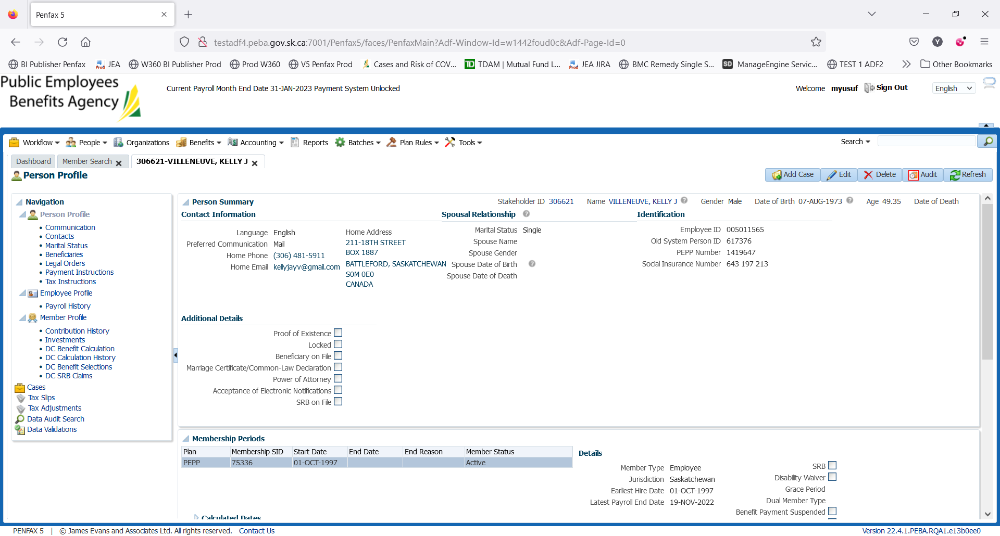 Penfax 5
testadf4.peba.gov.sk.ca:7001/Penfax5/faces/PenfaxMain?Adf-Window-Id=w1442foud0c&Adf-Page-Id=0
Y
BI Publisher Penfax JEA W360 BI Publisher Prod Prod W360 V5 Penfax Prod Cases and Risk of COV... TDAM | Mutual Fund L... JEA JIRA BMC Remedy Single S... ManageEngine Servic... TEST 1 ADF2 Other Bookmarks
Public Employees
Benefits Agency
Current Payroll Month End Date 31-JAN-2023 Payment System Unlocked
Welcome myusuf Sign Out English
Workflow People Organizations Benefits Accounting Reports Batches Plan Rules Tools Search
Dashboard Member Search 306621-VILLENEUVE, KELLY J
Person Profile
Add Case Edit Delete Audit Refresh
Navigation
Person Profile
Communication
Contacts
Marital Status
Beneficiaries
Legal Orders
Payment Instructions
Tax Instructions
Employee Profile
Payroll History
Member Profile
Contribution History
Investments
DC Benefit Calculation
DC Calculation History
DC Benefit Selections
DC SRB Claims
Cases
Tax Slips
Tax Adjustments
Data Audit Search
Data Validations
Person Summary
Stakeholder ID 306621 Name VILLENEUVE, KELLY J Gender Male Date of Birth 07-AUG-1973 Age 49.35 Date of Death
Contact Information
Language English
Preferred Communication Mail
Home Phone (306) 481-5911
Home Email kellyjayv@gmail.com
Home Address
211-18TH STREET
BOX 1887
BATTLEFORD, SASKATCHEWAN
S0M 0E0
CANADA
Spousal Relationship
Marital Status Single
Spouse Name
Spouse Gender
Spouse Date of Birth
Spouse Date of Death
Identification
Employee ID 005011565
Old System Person ID 617376
PEPP Number 1419647
Social Insurance Number 643 197 213
Additional Details
Proof of Existence
Locked
Beneficiary on File
Marriage Certificate/Common-Law Declaration
Power of Attorney
Acceptance of Electronic Notifications
SRB on File
Membership Periods
Plan Membership SID Start Date End Date End Reason Member Status
PEPP 75336 01-OCT-1997 Active
Details
Member Type Employee
Jurisdiction Saskatchewan
Earliest Hire Date 01-OCT-1997
Latest Payroll End Date 19-NOV-2022
SRB
Disability Waiver
Grace Period
Dual Member Type
Benefit Payment Suspended
Calculated Dates
PENFAX 5 | © James Evans and Associates Ltd. All rights reserved. Contact Us
Version 22.4.1.PEBA.RQA1.e13b0ee0